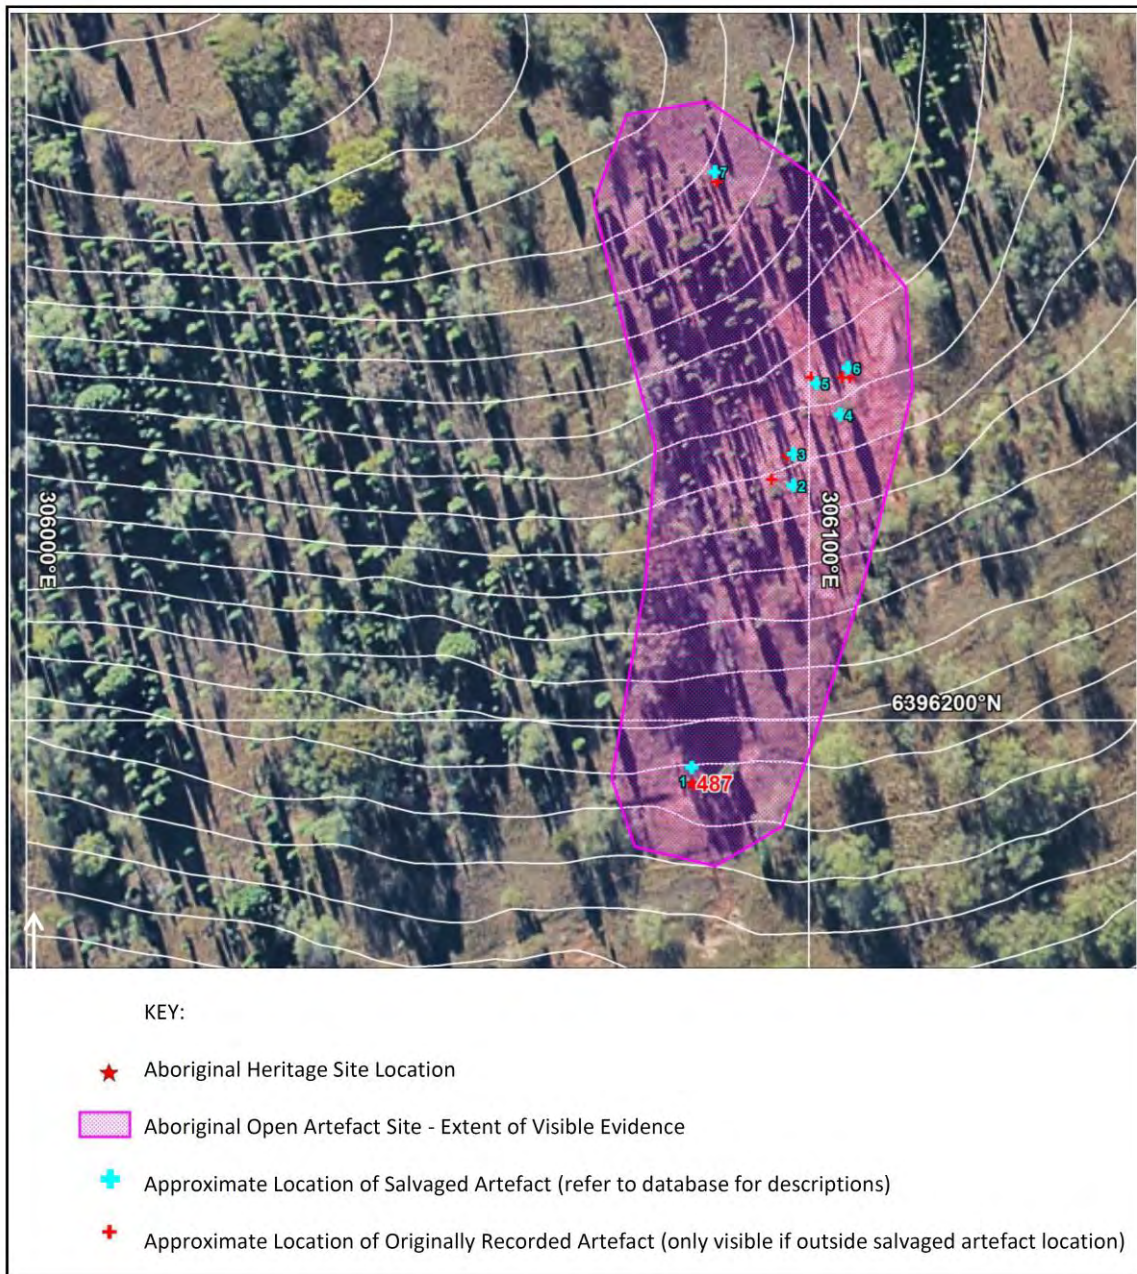 7
6
5
4
3
2
306000°E
306100°E
6396200°N
1
487
KEY:
Aboriginal Heritage Site Location
Aboriginal Open Artefact Site - Extent of Visible Evidence
Approximate Location of Salvaged Artefact (refer to database for descriptions)
Approximate Location of Originally Recorded Artefact (only visible if outside salvaged artefact location)